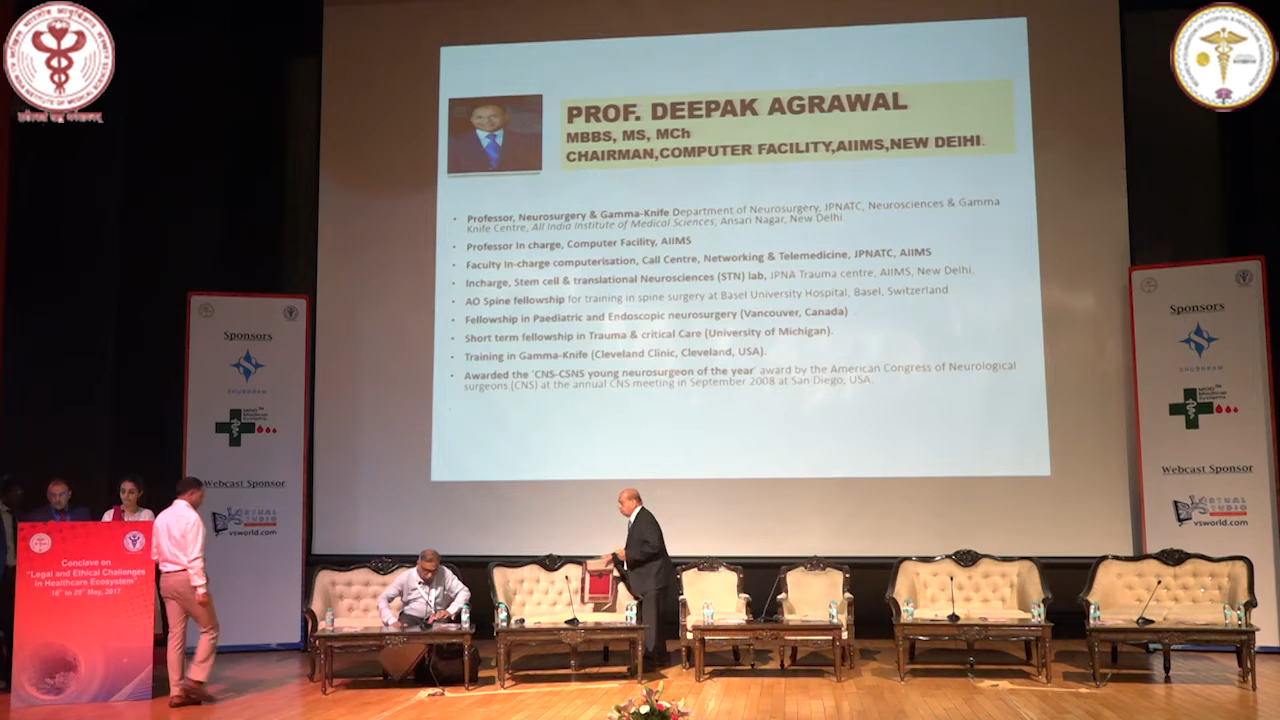 PROF. DEEPAK AGRAWAL
MBBS, MS, MCh
CHAIRMAN,COMPUTER FACILITY,AIIMS,NEW DEIHI.
• Professor, Neurosurgery & Gamma-Knife Department of Neurosurgery, JPNATC, Neurosciences & Gamma
Knife Centre, All India Institute of Medical Sciences, Ansari Nagar, New Delhi.
• Professor In charge, Computer Facility, AIIMS
• Faculty In-charge computerisation, Call Centre, Networking & Telemedicine, JPNATC, AIIMS
• Incharge, Stem cell & translational Neurosciences (STN) lab, JPNA Trauma centre, AIIMS, New Delhi.
• AO Spine fellowship for training in spine surgery at Basel University Hospital, Basel, Switzerland
• Fellowship in Paediatric and Endoscopic neurosurgery (Vancouver, Canada)
• Short term fellowship in Trauma & critical Care (University of Michigan).
• Training in Gamma-Knife (Cleveland Clinic, Cleveland, USA).
• Awarded the 'CNS-CSNS young neurosurgeon of the year' award by the American Congress of Neurological
surgeons (CNS) at the annual CNS meeting in September 2008 at San Diego, USA.
Sponsors
SHUBHRAM
Medical
Systems
Webcast Sponsor
vsworld.com
Sponsors
SHUBHRAM
Medical
Systems
Webcast Sponsor
VIRTUAL
STUDIO
vsworld.com
Conclave on
"Legal and Ethical Challenges
in Healthcare Ecosystem"